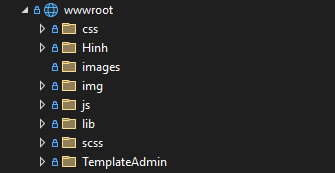 wwwroot
css
Hinh
images
img
js
lib
scss
TemplateAdmin